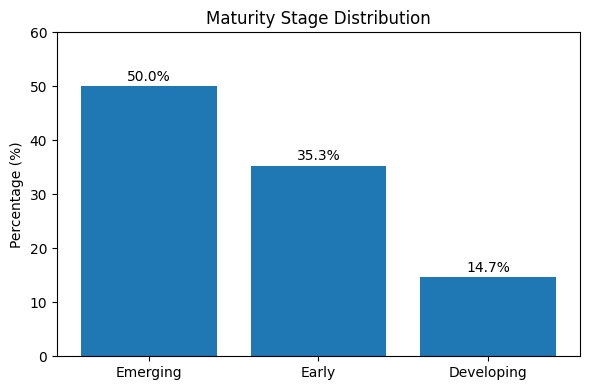 Maturity Stage Distribution
Percentage (%)
60
50
40
30
20
10
0
50.0%
35.3%
14.7%
Emerging
Early
Developing